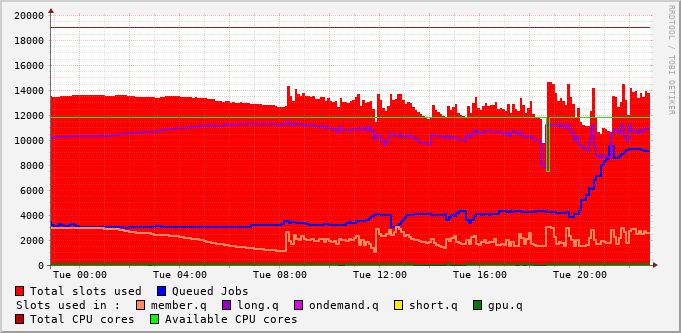 20000
18000
16000
14000
12000
10000
8000
6000
4000
2000
0
Tue 00:00 Tue 04:00 Tue 08:00 Tue 12:00 Tue 16:00 Tue 20:00
RRDTOOL / TOBI OETIKER
Total slots used Queued Jobs
Slots used in : member.q long.q ondemand.q short.q gpu.q
Total CPU cores Available CPU cores